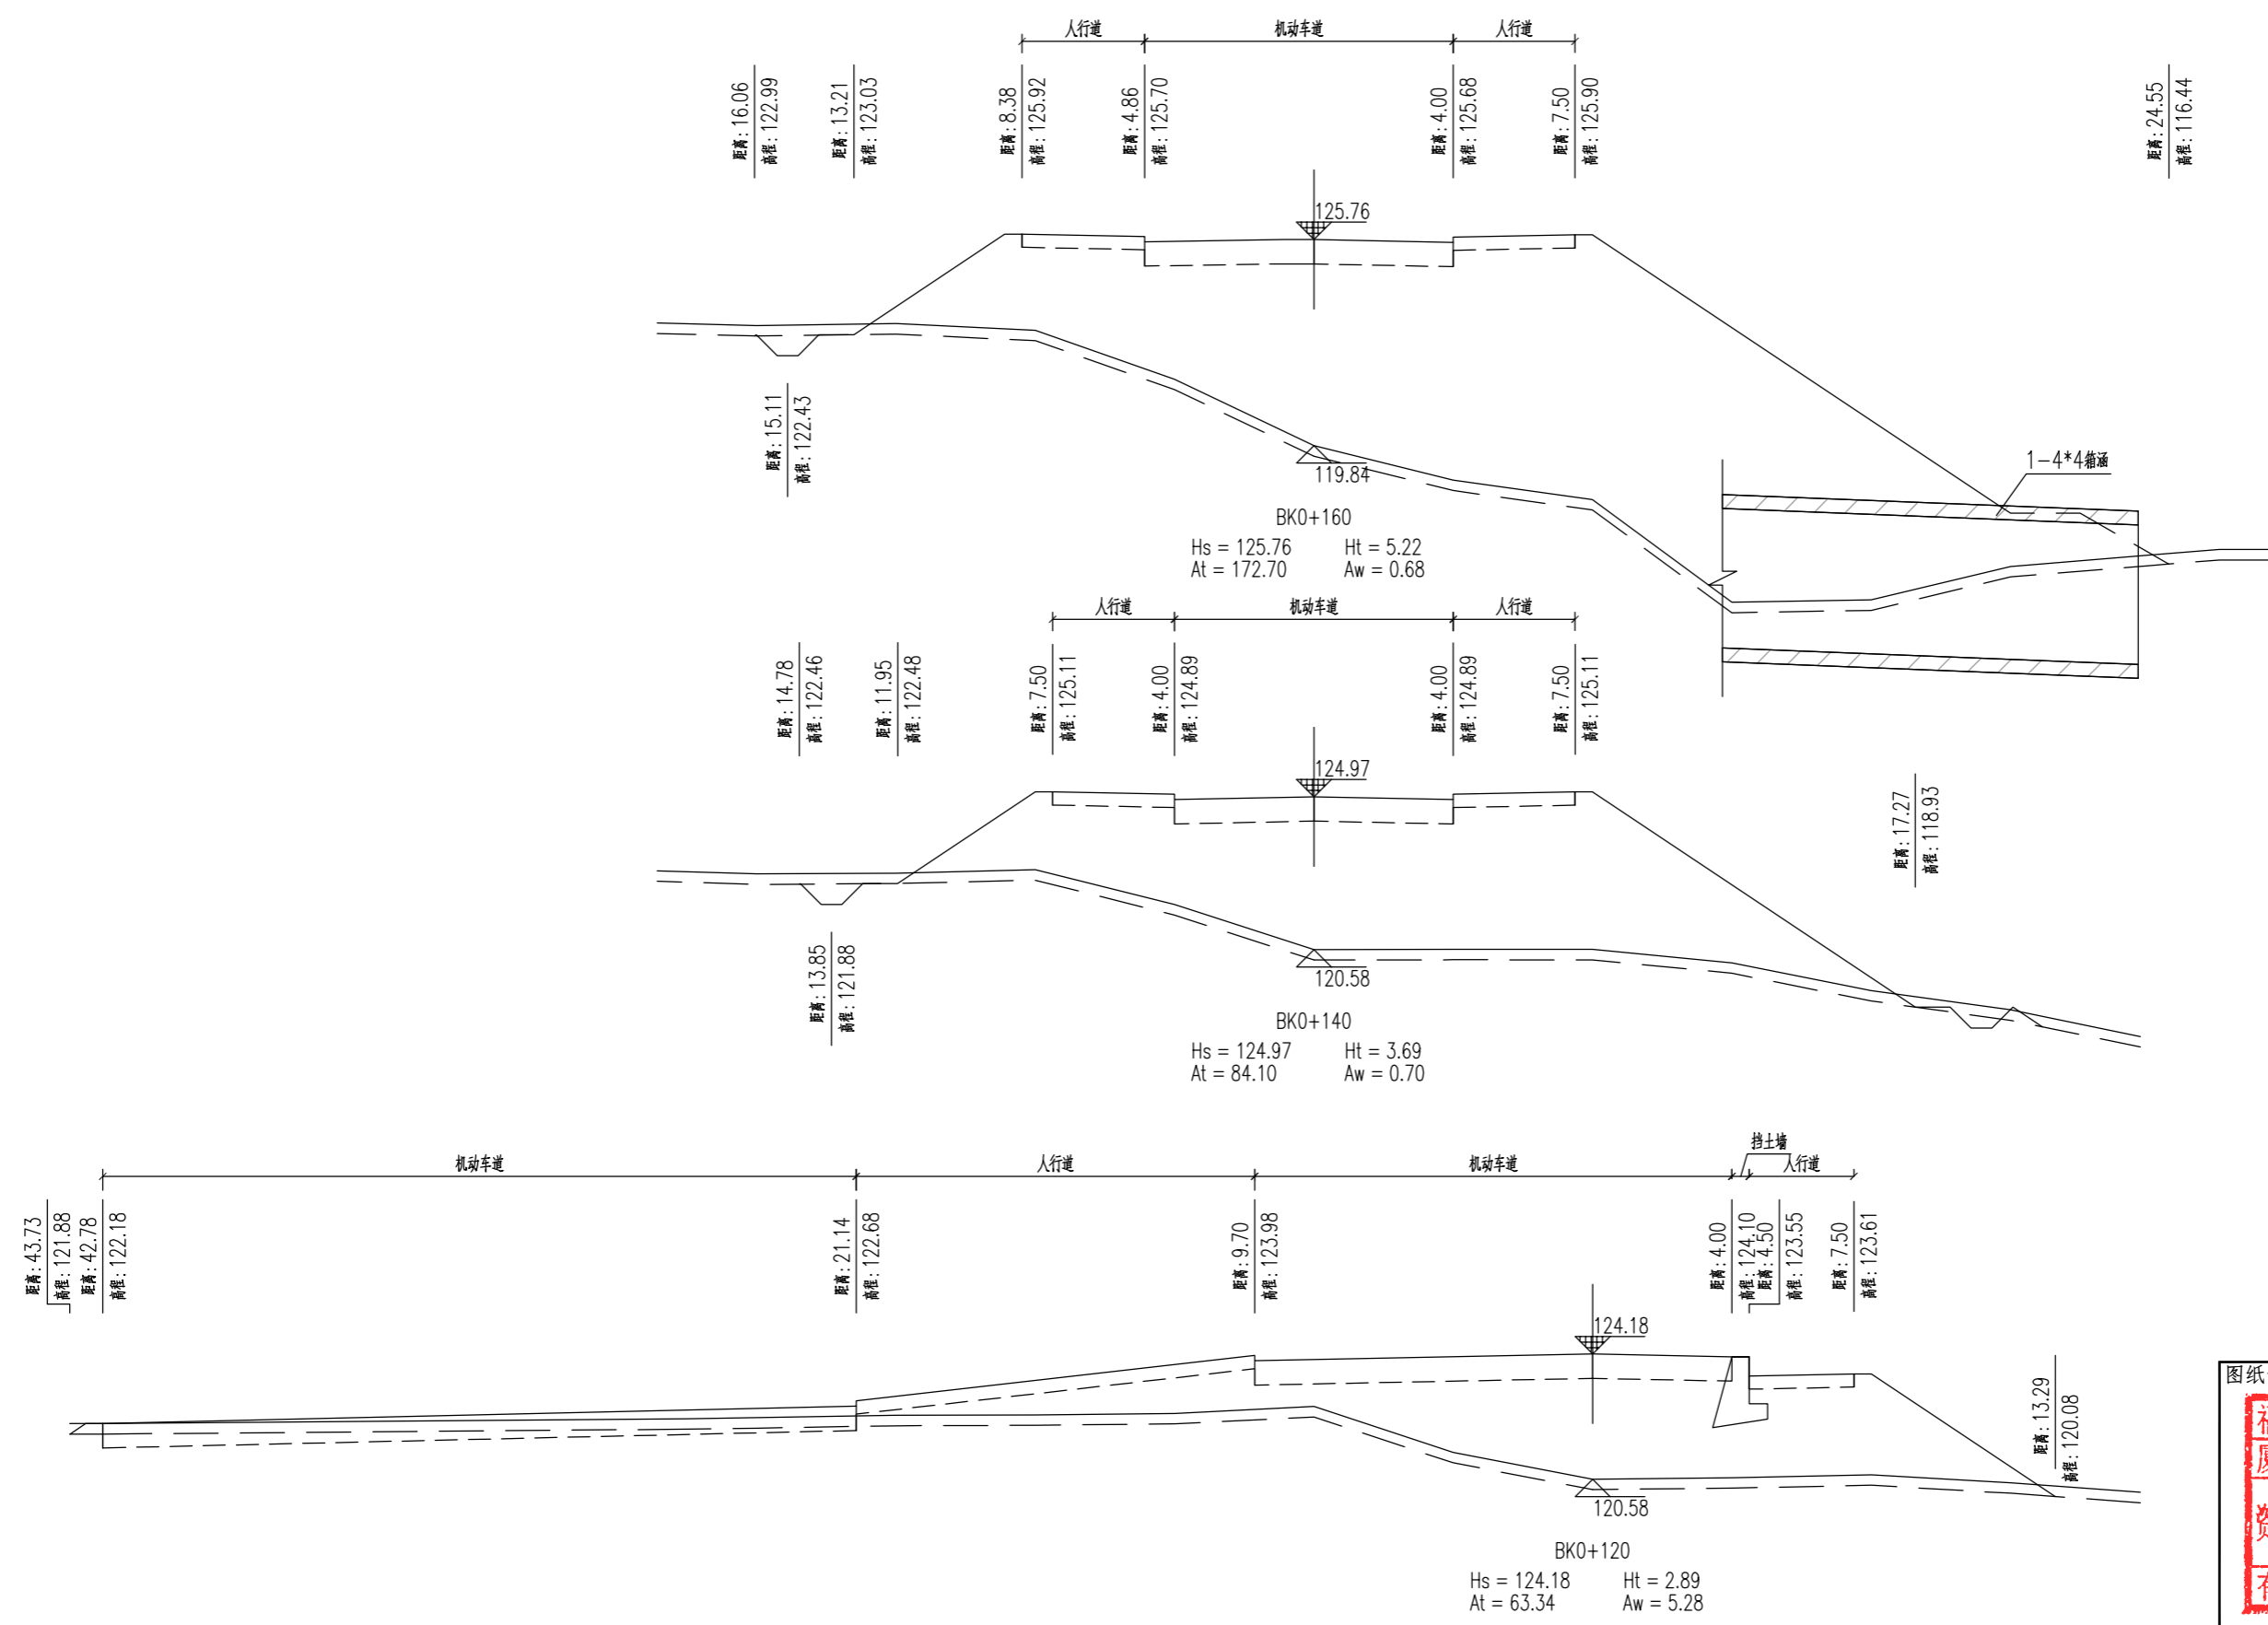 人行道 机动车道 人行道
距离: 16.06
高程: 122.99
距离: 13.21
高程: 123.03
距离: 8.38
高程: 125.92
距离: 4.86
高程: 125.70
距离: 4.00
高程: 125.68
距离: 7.50
高程: 125.90
距离: 24.55
高程: 116.44
125.76
距离: 15.11
高程: 122.43
1-4*4箱涵
119.84
BK0+160
Hs = 125.76 Ht = 5.22
At = 172.70 Aw = 0.68
人行道 机动车道 人行道
距离: 14.78
高程: 122.46
距离: 11.95
高程: 122.48
距离: 7.50
高程: 125.11
距离: 4.00
高程: 124.89
距离: 4.00
高程: 124.89
距离: 7.50
高程: 125.11
124.97
距离: 17.27
高程: 118.93
距离: 13.85
高程: 121.88
120.58
BK0+140
Hs = 124.97 Ht = 3.69
At = 84.10 Aw = 0.70
挡土墙
机动车道 人行道 机动车道 人行道
距离: 43.73
高程: 121.88
距离: 42.78
高程: 122.18
距离: 21.14
高程: 122.68
距离: 9.70
高程: 123.98
距离: 4.00
高程: 124.10
距离: 4.50
高程: 123.55
距离: 7.50
高程: 123.61
124.18
距离: 13.29
高程: 120.08
120.58
BK0+120
Hs = 124.18 Ht = 2.89
At = 63.34 Aw = 5.28
图纸